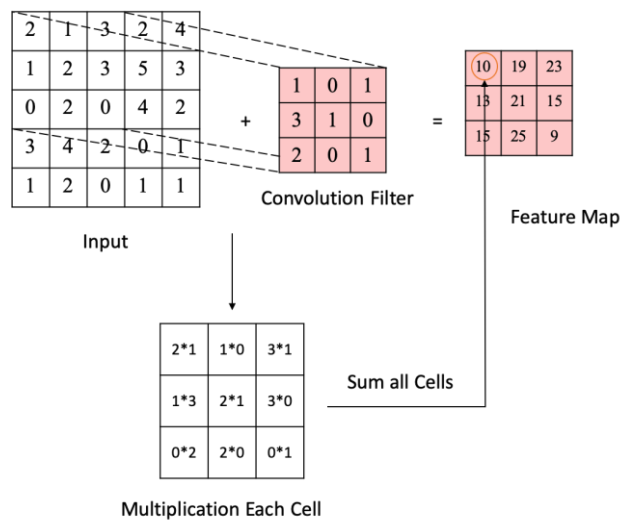 2 1 3 2 4
1 2 3 5 3
0 2 0 4 2
3 4 2 0 1
1 2 0 1 1
Input
+
1 0 1
3 1 0
2 0 1
Convolution Filter
=
10 19 23
13 21 15
15 25 9
Feature Map
2*1 1*0 3*1
1*3 2*1 3*0
0*2 2*0 0*1
Multiplication Each Cell
Sum all Cells